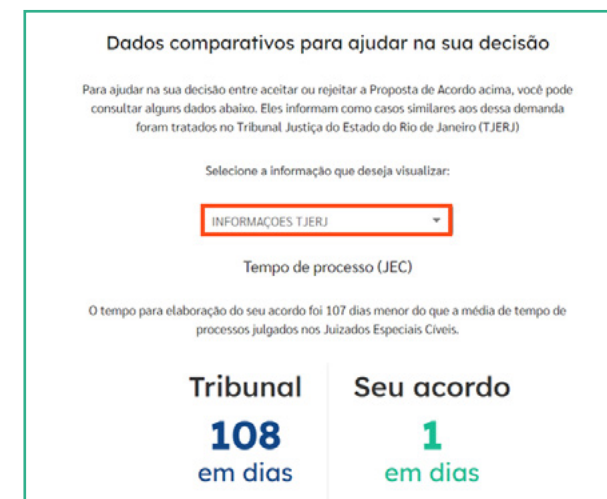 Dados comparativos para ajudar na sua decisão
Para ajudar na sua decisão entre aceitar ou rejeitar a Proposta de Acordo acima, você pode
consultar alguns dados abaixo. Eles informam como casos similares aos dessa demanda
foram tratados no Tribunal Justiça do Estado do Rio de Janeiro (TJERJ)
Selecione a informação que deseja visualizar:
INFORMAÇOES TJERJ
Tempo de processo (JEC)
O tempo para elaboração do seu acordo foi 107 dias menor do que a média de tempo de
processos julgados nos Juizados Especiais Cíveis.
Tribunal
108
em dias
Seu acordo
1
em dias